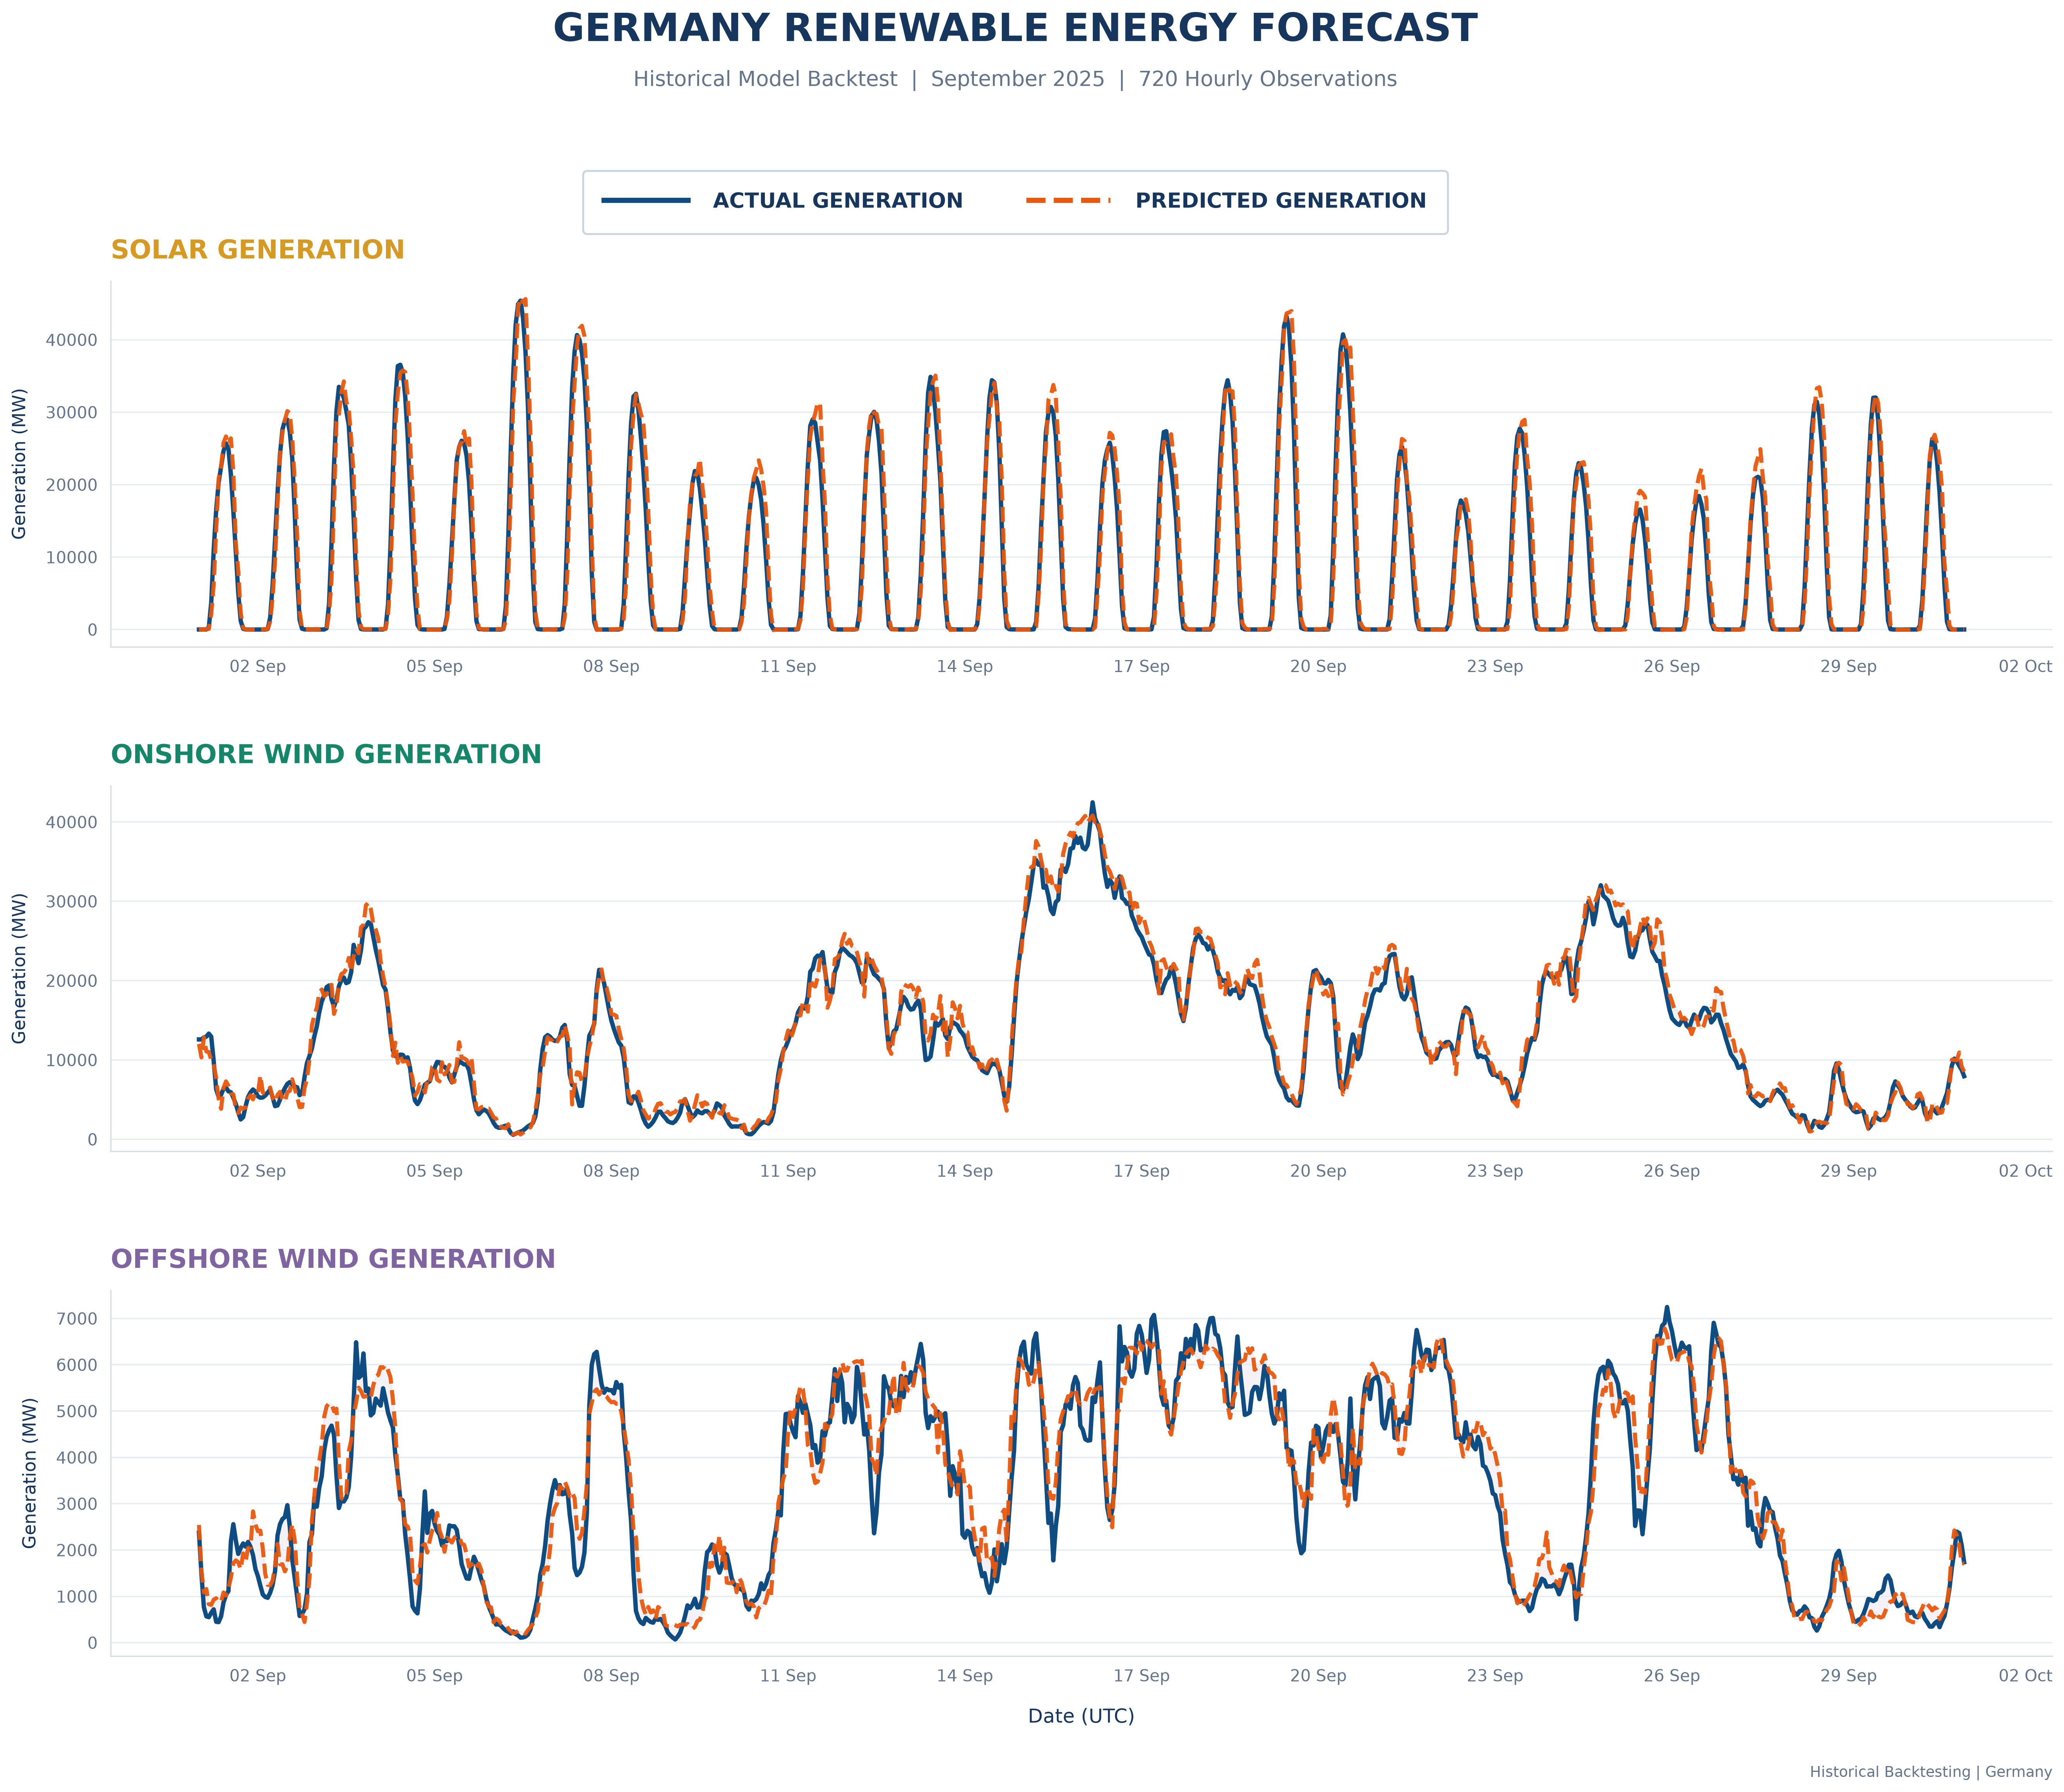 GERMANY RENEWABLE ENERGY FORECAST
Historical Model Backtest | September 2025 | 720 Hourly Observations
ACTUAL GENERATION PREDICTED GENERATION
SOLAR GENERATION
Generation (MW)
40000
30000
20000
10000
0
02 Sep 05 Sep 08 Sep 11 Sep 14 Sep 17 Sep 20 Sep 23 Sep 26 Sep 29 Sep 02 Oct
ONSHORE WIND GENERATION
Generation (MW)
40000
30000
20000
10000
0
02 Sep 05 Sep 08 Sep 11 Sep 14 Sep 17 Sep 20 Sep 23 Sep 26 Sep 29 Sep 02 Oct
OFFSHORE WIND GENERATION
Generation (MW)
7000
6000
5000
4000
3000
2000
1000
0
02 Sep 05 Sep 08 Sep 11 Sep 14 Sep 17 Sep 20 Sep 23 Sep 26 Sep 29 Sep 02 Oct
Date (UTC)
Historical Backtesting | Germany